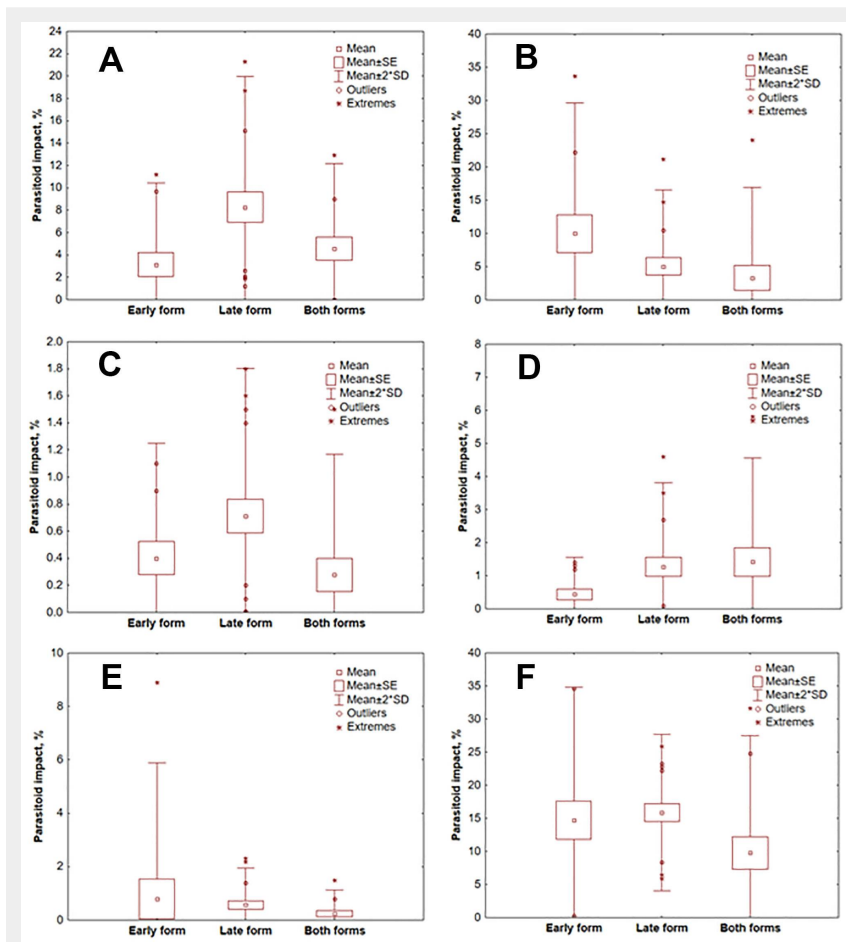 A
Parasitoid impact, %
24
22
20
18
16
14
12
10
8
6
4
2
0
Mean
Mean±SE
Mean±2*SD
Outliers
Extremes
Early form Late form Both forms
B
Parasitoid impact, %
40
35
30
25
20
15
10
5
0
Mean
Mean±SE
Mean±2*SD
Outliers
Extremes
Early form Late form Both forms
C
Parasitoid impact, %
2.0
1.8
1.6
1.4
1.2
1.0
0.8
0.6
0.4
0.2
0.0
Mean
Mean±SE
Mean±2*SD
Outliers
Extremes
Early form Late form Both forms
D
Parasitoid impact, %
8
7
6
5
4
3
2
1
0
Mean
Mean±SE
Mean±2*SD
Outliers
Extremes
Early form Late form Both forms
E
Parasitoid impact, %
10
8
6
4
2
0
Mean
Mean±SE
Mean±2*SD
Outliers
Extremes
Early form Late form Both forms
F
Parasitoid impact, %
40
35
30
25
20
15
10
5
0
Mean
Mean±SE
Mean±2*SD
Outliers
Extremes
Early form Late form Both forms